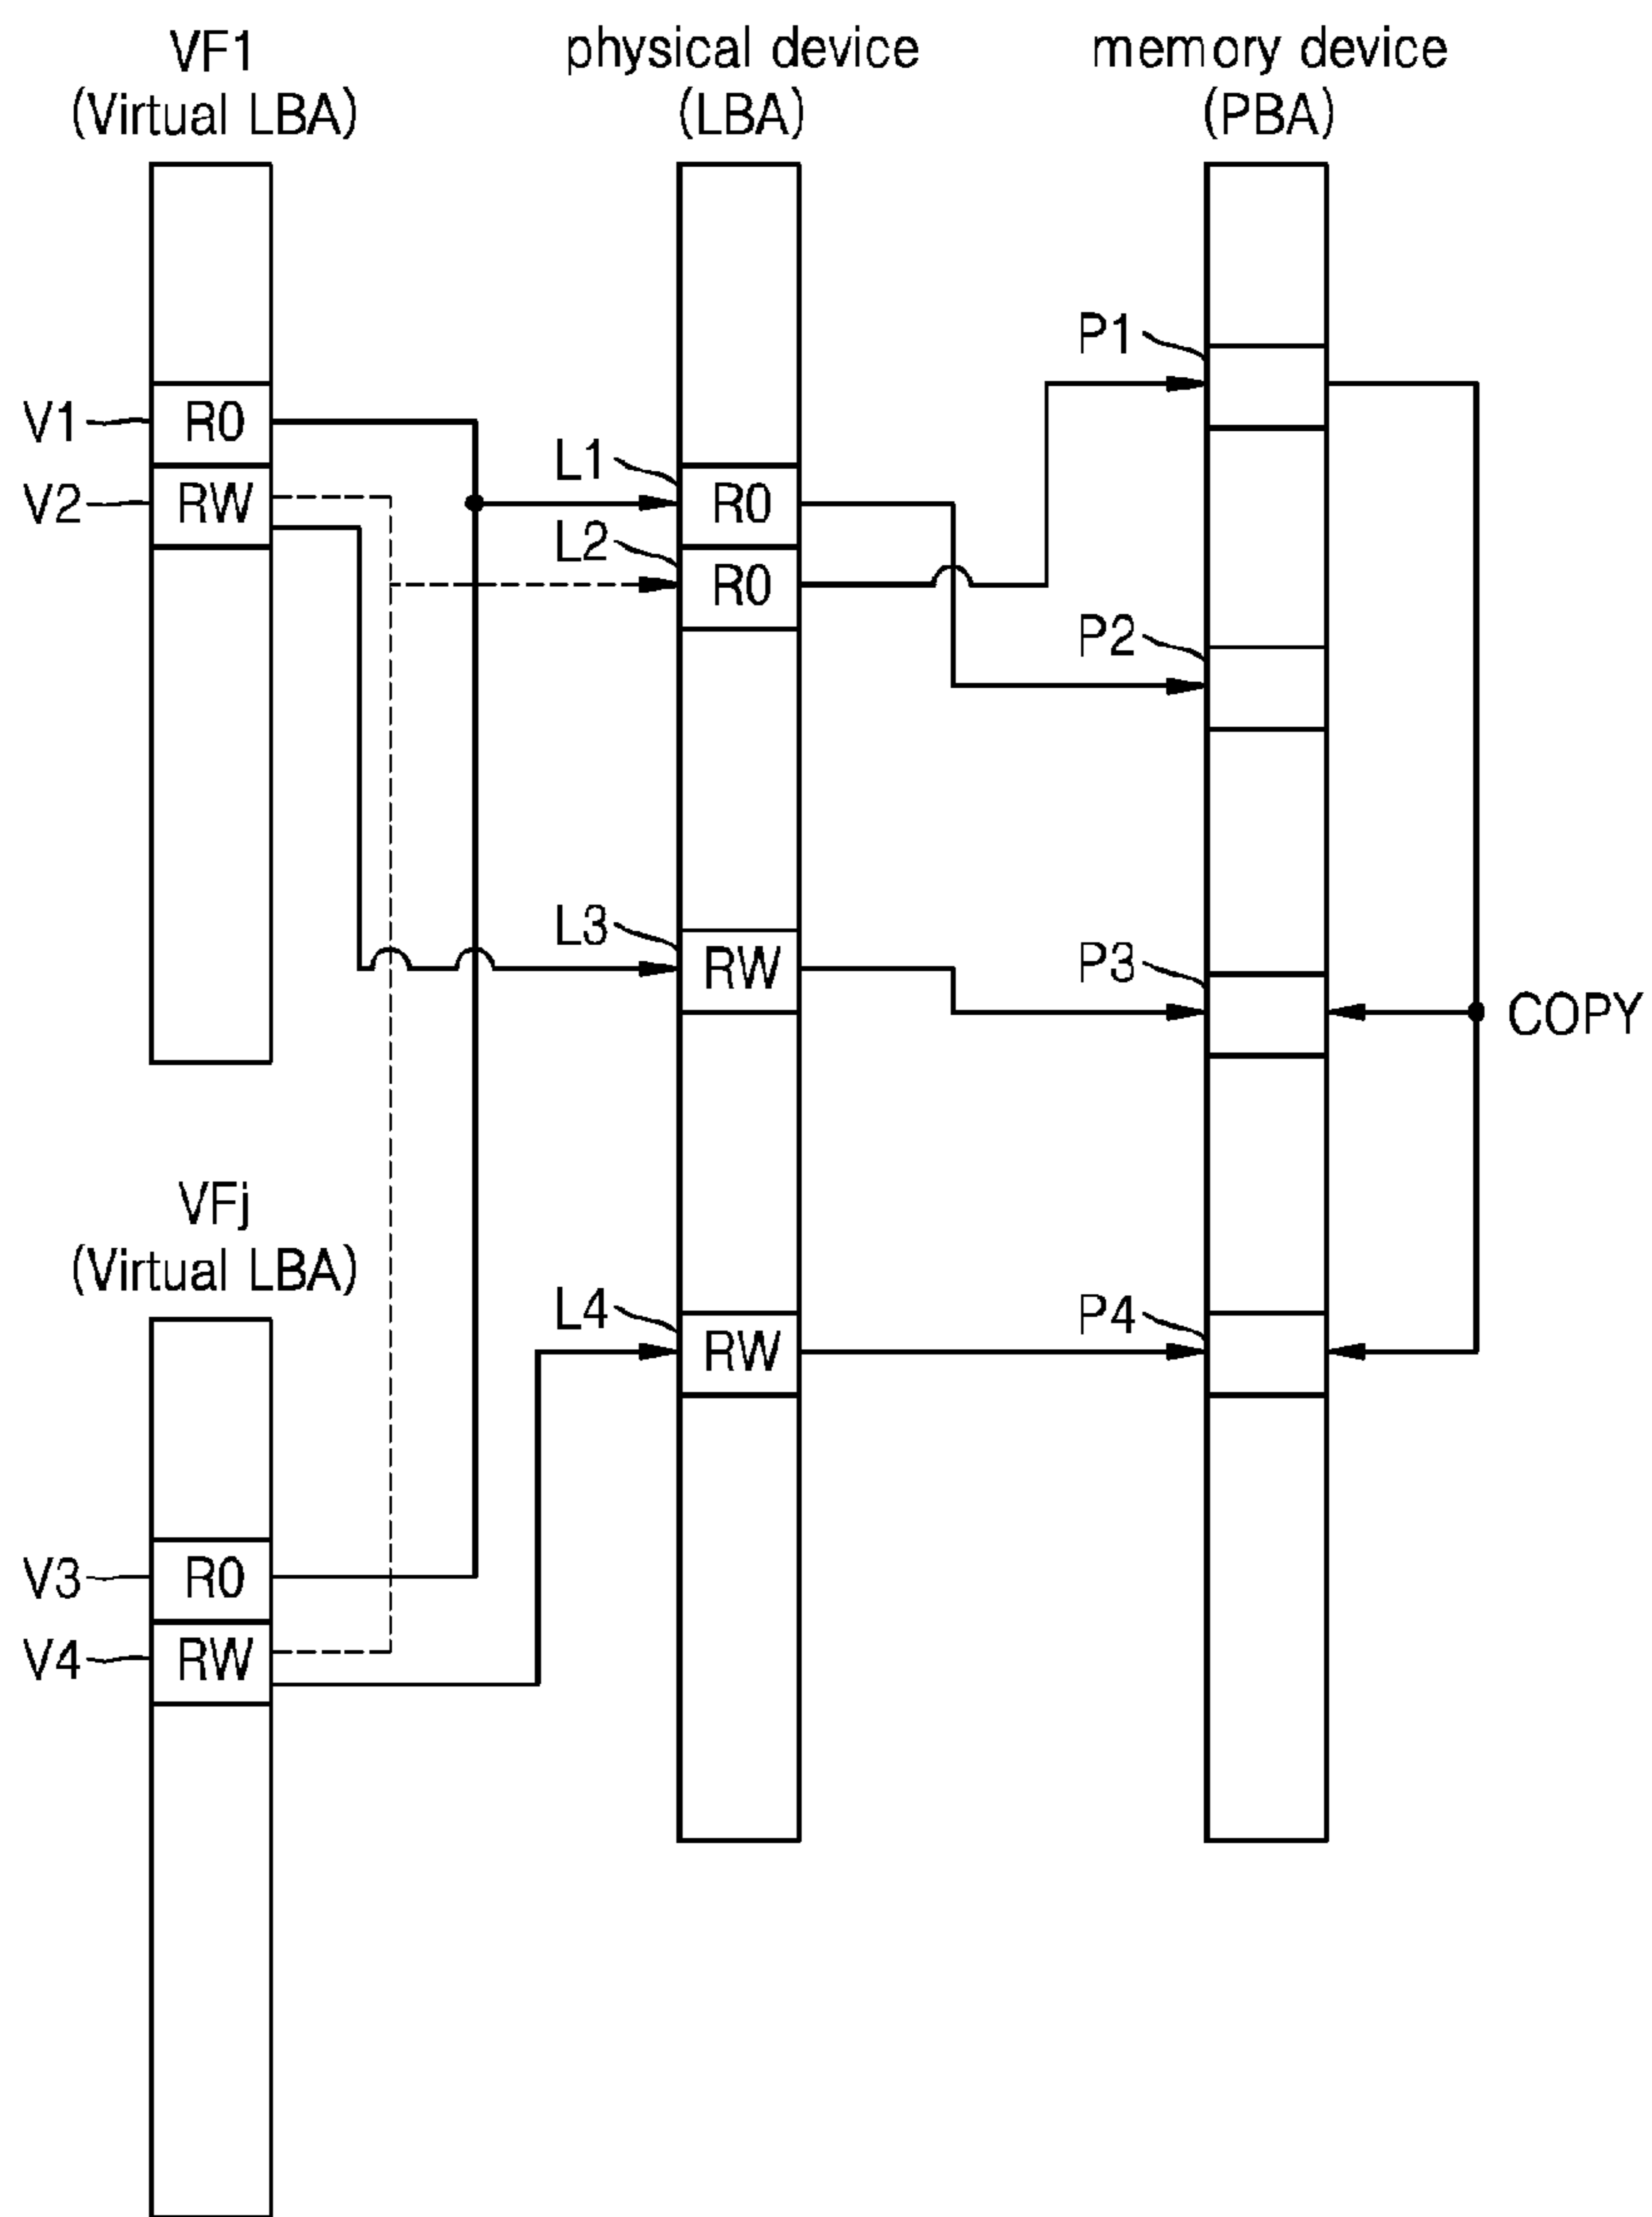 VF1
(Virtual LBA)
physical device
(LBA)
memory device
(PBA)
P1
V1
R0
L1
R0
V2
RW
L2
R0
P2
L3
RW
P3
COPY
VFj
(Virtual LBA)
L4
RW
P4
V3
R0
V4
RW